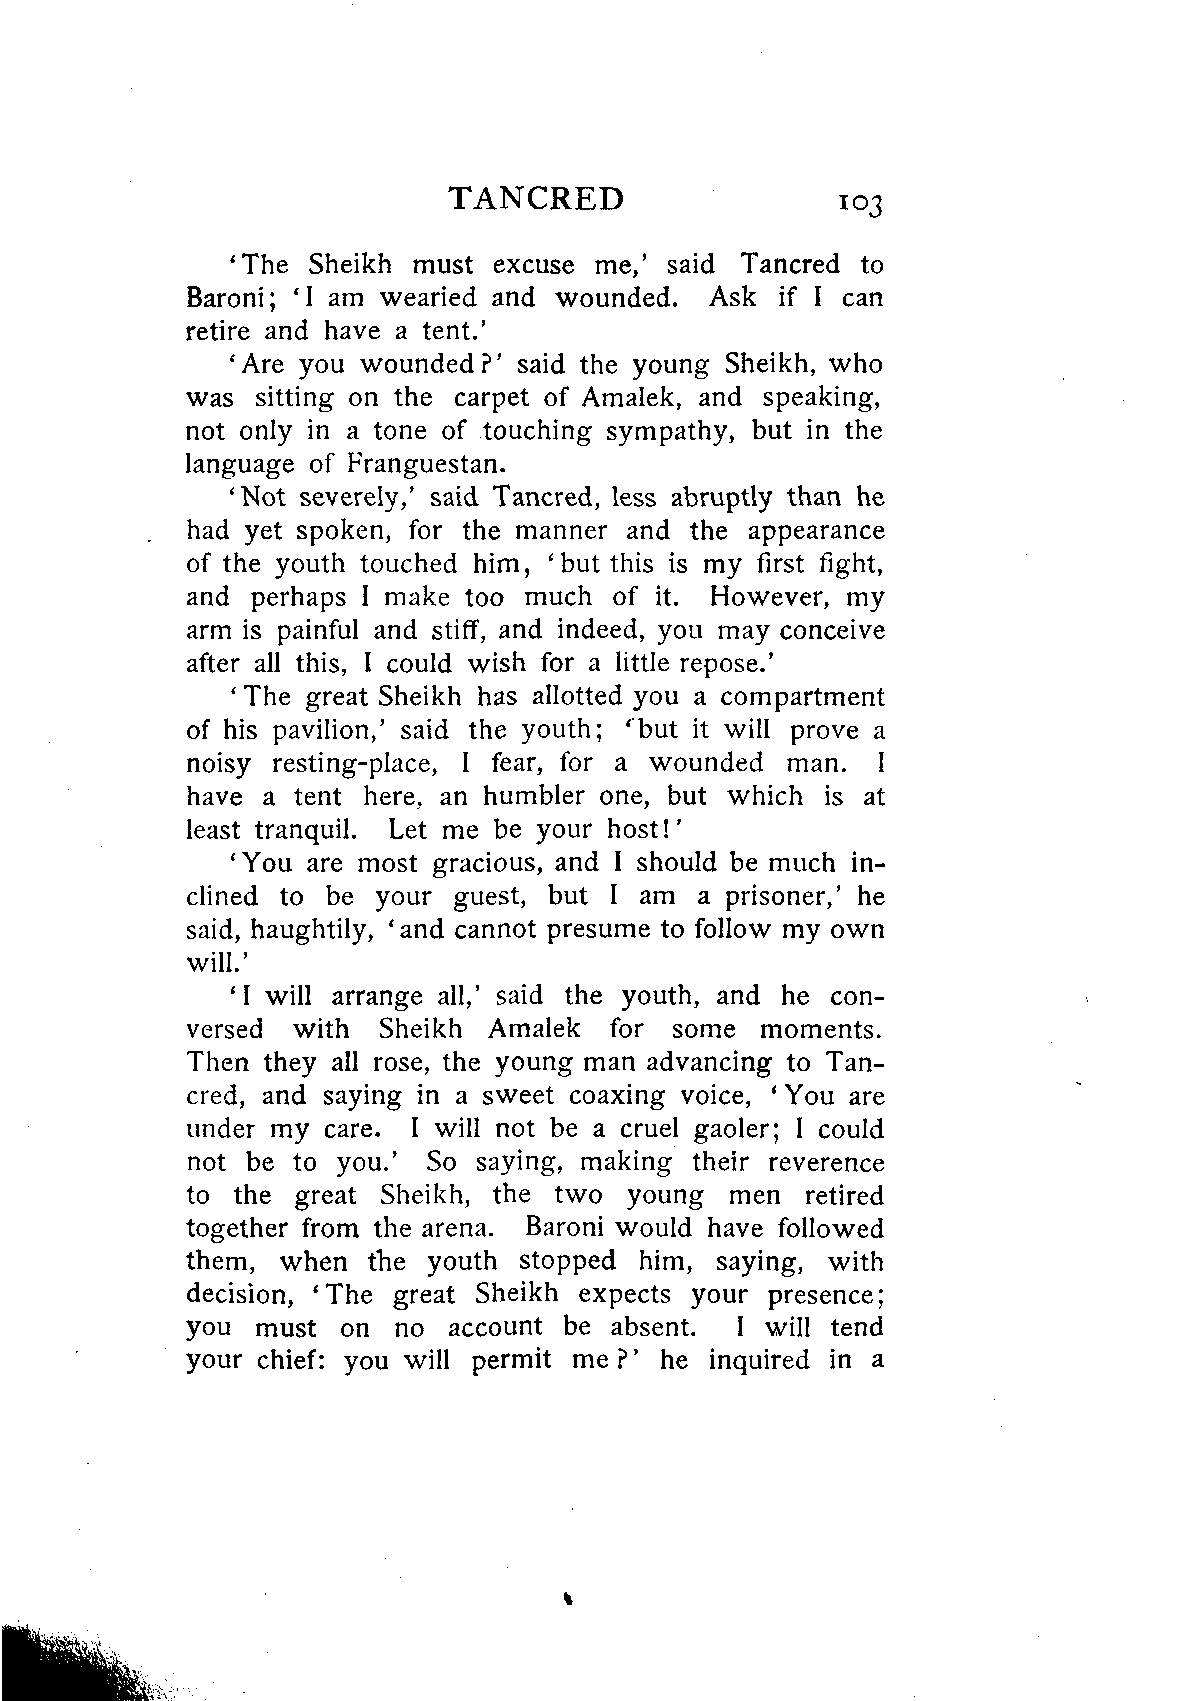 TANCRED 103
'The Sheikh must excuse me,' said Tancred to
Baroni; 'I am wearied and wounded. Ask if I can
retire and have a tent.'
'Are you wounded?' said the young Sheikh, who
was sitting on the carpet of Amalek, and speaking,
not only in a tone of touching sympathy, but in the
language of Franguestan.
'Not severely,' said Tancred, less abruptly than he
had yet spoken, for the manner and the appearance
of the youth touched him, 'but this is my first fight,
and perhaps I make too much of it. However, my
arm is painful and stiff, and indeed, you may conceive
after all this, I could wish for a little repose.'
'The great Sheikh has allotted you a compartment
of his pavilion,' said the youth; 'but it will prove a
noisy resting-place, I fear, for a wounded man. I
have a tent here, an humbler one, but which is at
least tranquil. Let me be your host!'
'You are most gracious, and I should be much in-
clined to be your guest, but I am a prisoner,' he
said, haughtily, 'and cannot presume to follow my own
will.'
'I will arrange all,' said the youth, and he con-
versed with Sheikh Amalek for some moments.
Then they all rose, the young man advancing to Tan-
cred, and saying in a sweet coaxing voice, 'You are
under my care. I will not be a cruel gaoler; I could
not be to you.' So saying, making their reverence
to the great Sheikh, the two young men retired
together from the arena. Baroni would have followed
them, when the youth stopped him, saying, with
decision, 'The great Sheikh expects your presence;
you must on no account be absent. I will tend
your chief: you will permit me?' he inquired in a